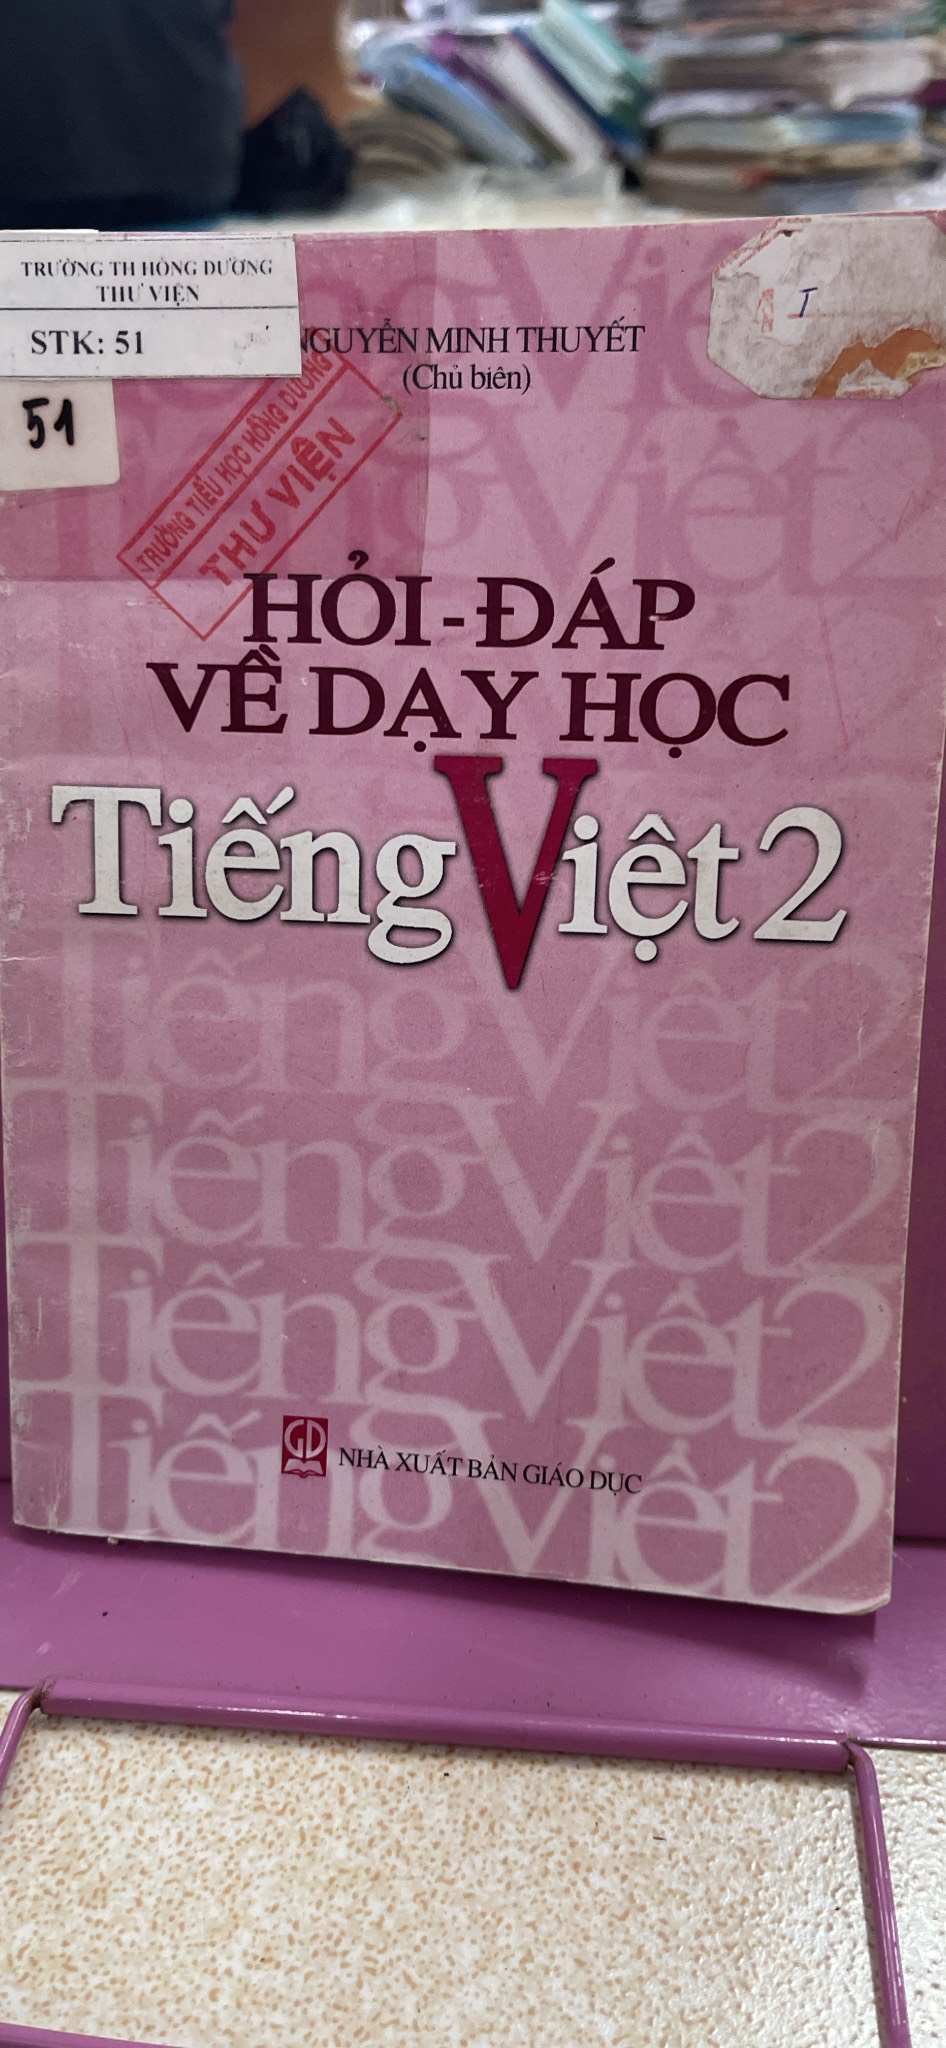 TRƯỜNG TH HỒNG DƯƠNG
THƯ VIỆN
STK: 51
51
I
NGUYỄN MINH THUYẾT
(Chủ biên)
TRƯỜNG TIỂU HỌC HỒNG DƯƠNG
THƯ VIỆN
HỎI - ĐÁP
VỀ DẠY HỌC
Tiếng Việt 2
Tiếng Việt 2
Tiếng Việt 2
Tiếng Việt 2
Tiếng Việt 2
GD
NHÀ XUẤT BẢN GIÁO DỤC